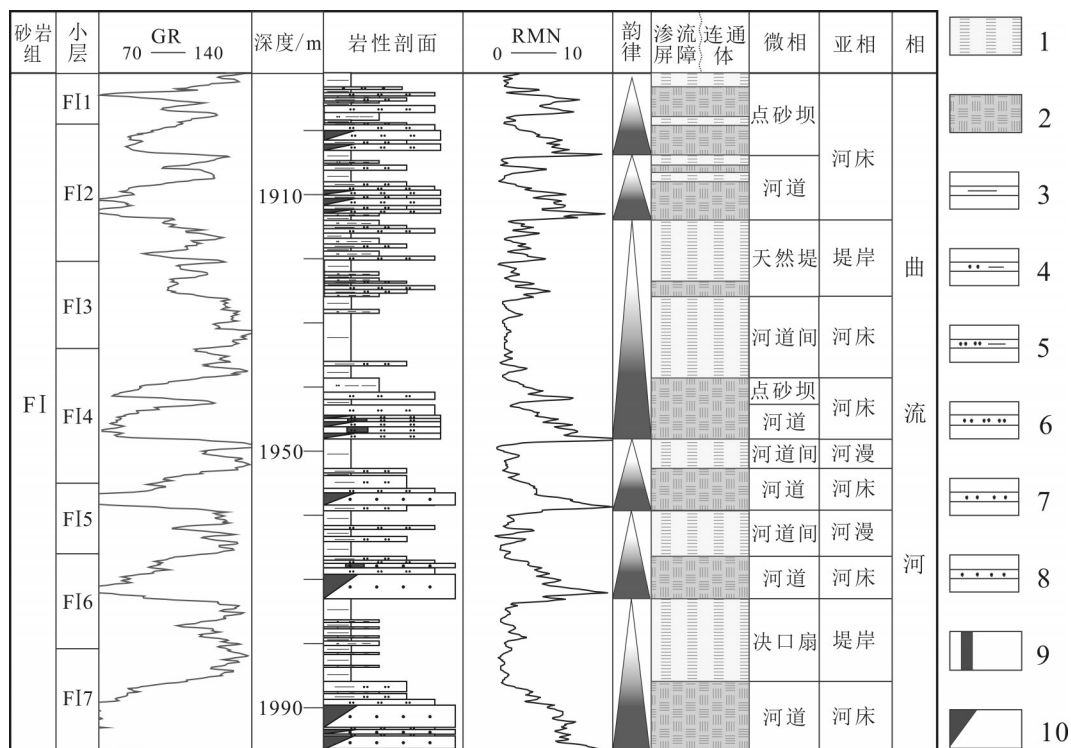 砂岩组
小层
GR
70 140
深度/m
岩性剖面
RMN
0 10
韵律
渗流屏障
连通体
微相
亚相
相
FⅠ
FⅠ1
FⅠ2
FⅠ3
FⅠ4
FⅠ5
FⅠ6
FⅠ7
1910
1950
1990
点砂坝
河道
天然堤
河道间
点砂坝
河道
河道间
河道
河道间
河道
决口扇
河道
河床
堤岸
河床
河床
河漫
河床
河漫
河床
堤岸
河床
曲
流
河
1
2
3
4
5
6
7
8
9
10